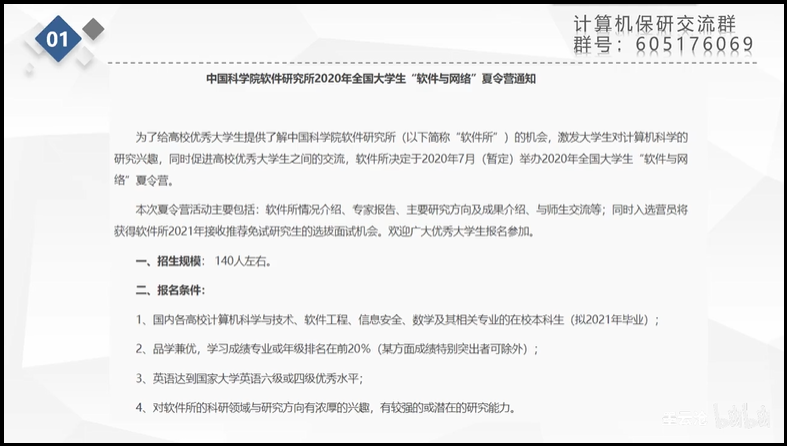 01
计算机保研交流群
群号：605176069
中国科学院软件研究所2020年全国大学生“软件与网络”夏令营通知
为了给高校优秀大学生提供了解中国科学院软件研究所（以下简称“软件所”）的机会，激发大学生对计算机科学的
研究兴趣，同时促进高校优秀大学生之间的交流，软件所决定于2020年7月（暂定）举办2020年全国大学生“软件与网
络”夏令营。
本次夏令营活动主要包括：软件所情况介绍、专家报告、主要研究方向及成果介绍、与师生交流等；同时入选营员将
获得软件所2021年接收推荐免试研究生的选拔面试机会。欢迎广大优秀大学生报名参加。
一、招生规模： 140人左右。
二、报名条件：
1、国内各高校计算机科学与技术、软件工程、信息安全、数学及其相关专业的在校本科生（拟2021年毕业）；
2、品学兼优，学习成绩专业或年级排名在前20%（某方面成绩特别突出者可除外）；
3、英语达到国家大学英语六级或四级优秀水平；
4、对软件所的科研领域与研究方向有浓厚的兴趣，有较强的或潜在的研究能力。